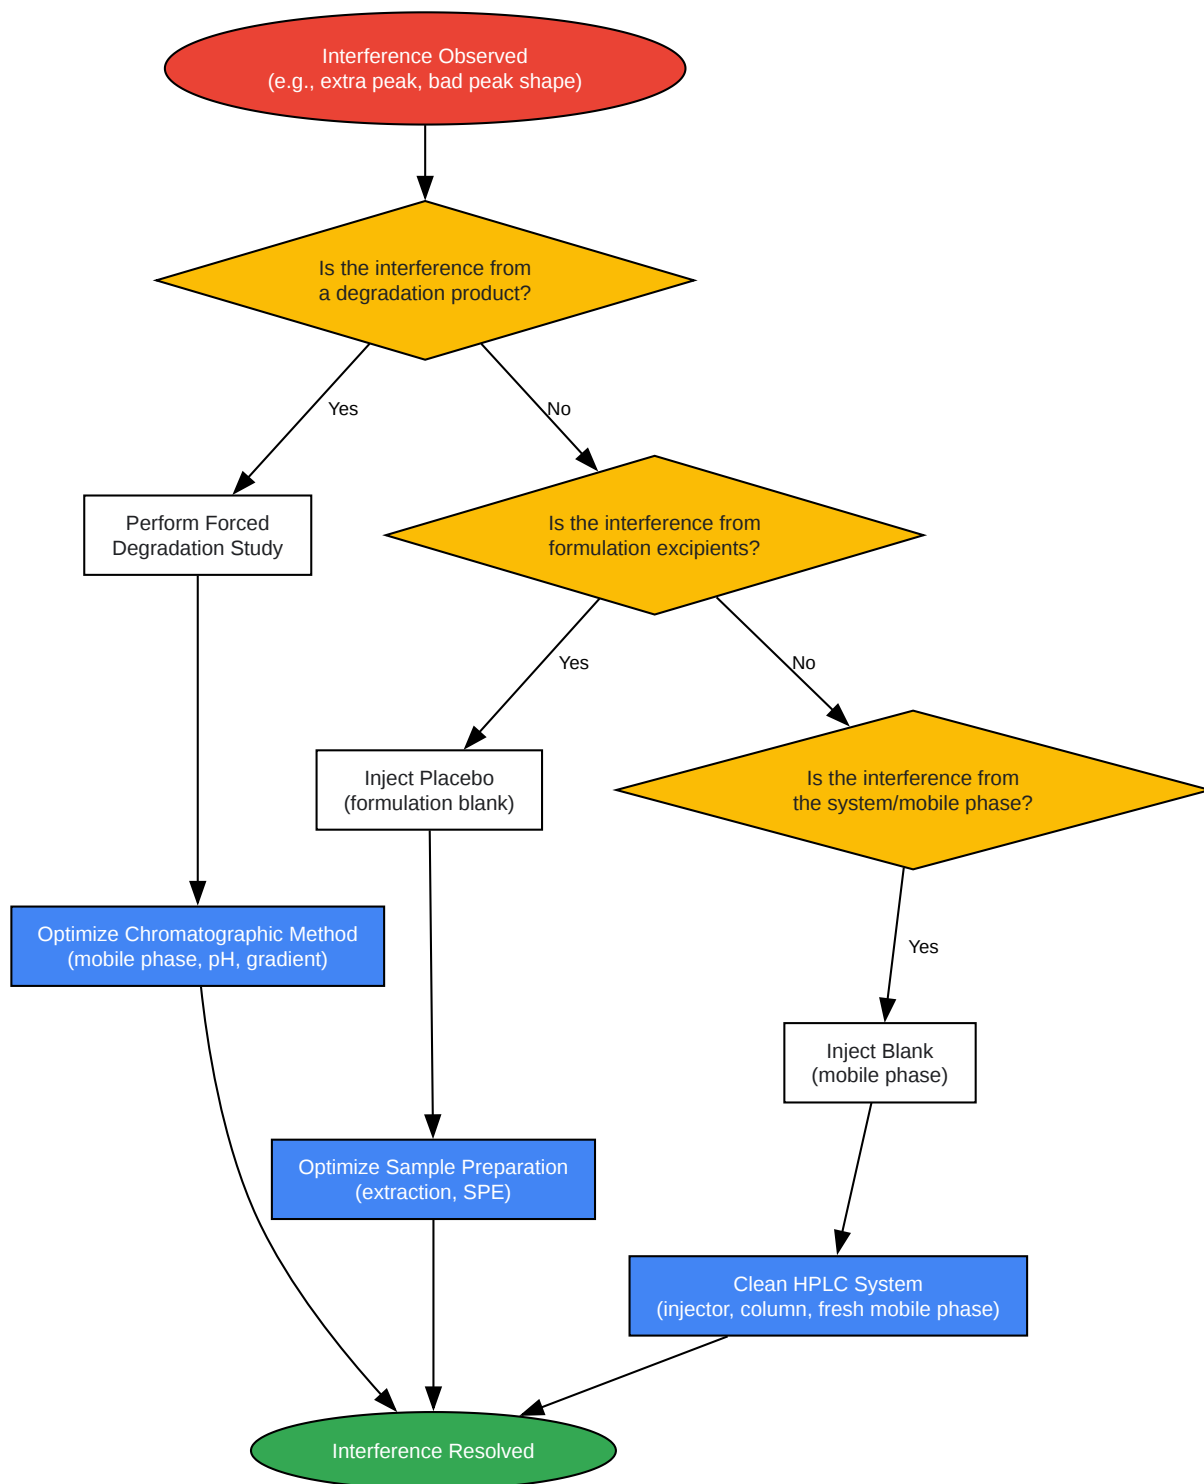 Interference Observed
(e.g., extra peak, bad peak shape)
Is the interference from
a degradation product?
Yes
No
Perform Forced
Degradation Study
Is the interference from
formulation excipients?
Yes
No
Inject Placebo
(formulation blank)
Is the interference from
the system/mobile phase?
Optimize Chromatographic Method
(mobile phase, pH, gradient)
Yes
Inject Blank
(mobile phase)
Optimize Sample Preparation
(extraction, SPE)
Clean HPLC System
(injector, column, fresh mobile phase)
Interference Resolved